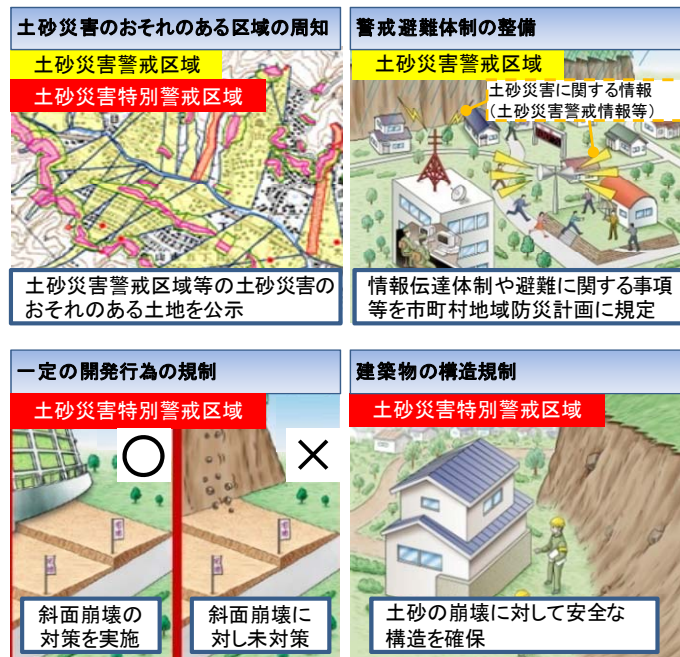 土砂災害のおそれのある区域の周知
土砂災害警戒区域
土砂災害特別警戒区域
土砂災害警戒区域等の土砂災害の
おそれのある土地を公示
警戒避難体制の整備
土砂災害警戒区域
土砂災害に関する情報
（土砂災害警戒情報等）
情報伝達体制や避難に関する事項
等を市町村地域防災計画に規定
一定の開発行為の規制
土砂災害特別警戒区域
○
×
斜面崩壊の
対策を実施
斜面崩壊に
対し未対策
建築物の構造規制
土砂災害特別警戒区域
土砂の崩壊に対して安全な
構造を確保